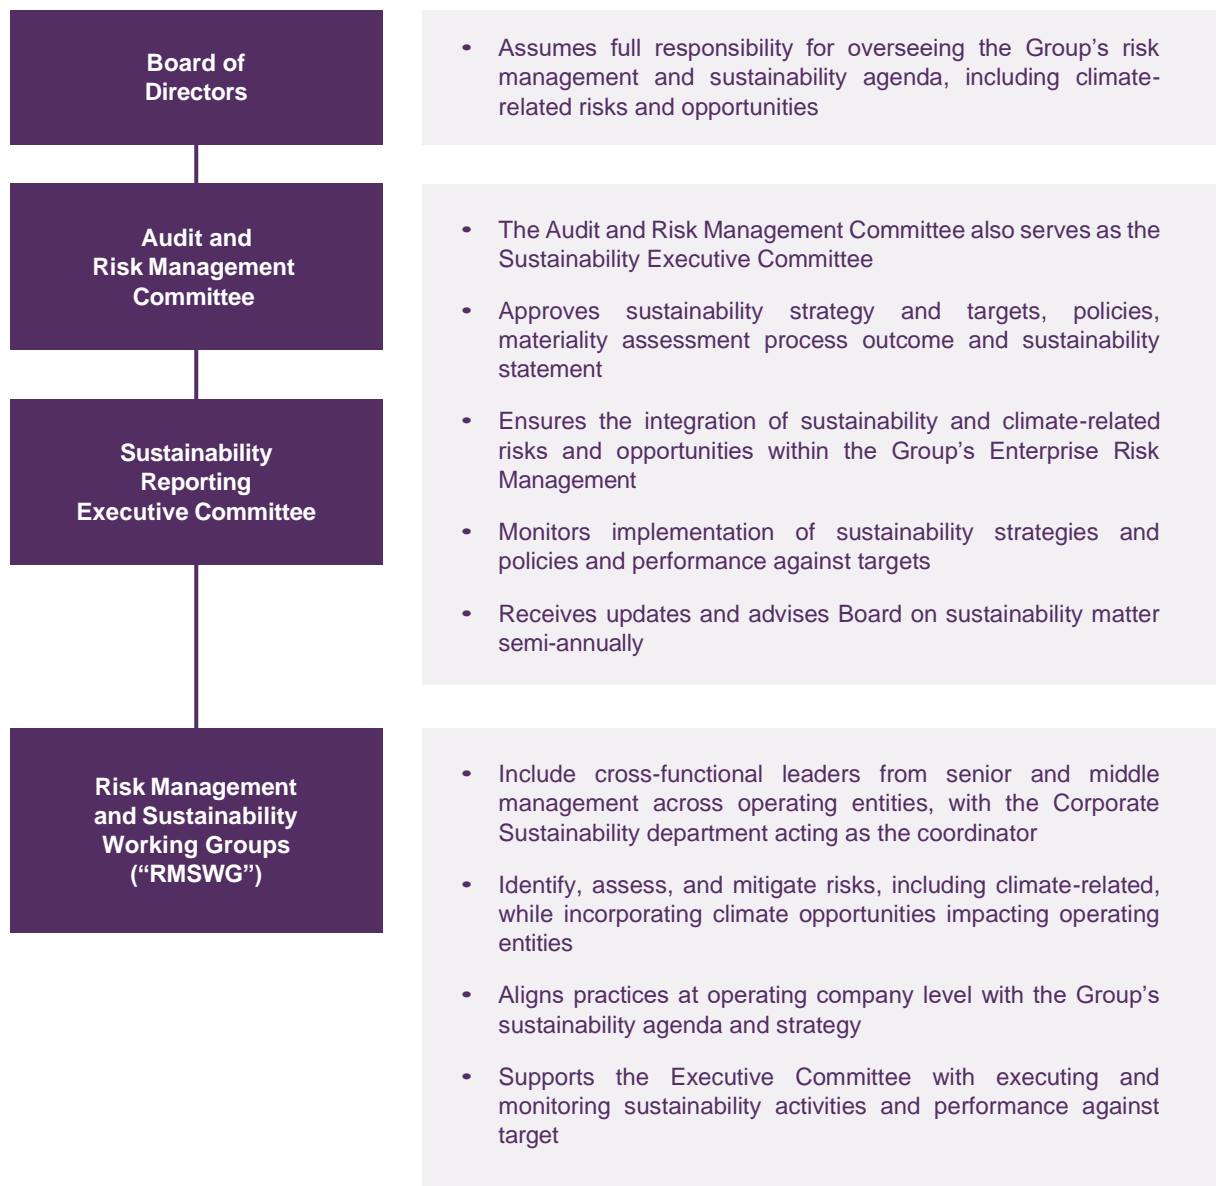 Board of
Directors
• Assumes full responsibility for overseeing the Group’s risk
management and sustainability agenda, including climate-
related risks and opportunities
Audit and
Risk Management
Committee
Sustainability
Reporting
Executive Committee
• The Audit and Risk Management Committee also serves as the
Sustainability Executive Committee
• Approves sustainability strategy and targets, policies,
materiality assessment process outcome and sustainability
statement
• Ensures the integration of sustainability and climate-related
risks and opportunities within the Group’s Enterprise Risk
Management
• Monitors implementation of sustainability strategies and
policies and performance against targets
• Receives updates and advises Board on sustainability matter
semi-annually
Risk Management
and Sustainability
Working Groups
(“RMSWG”)
• Include cross-functional leaders from senior and middle
management across operating entities, with the Corporate
Sustainability department acting as the coordinator
• Identify, assess, and mitigate risks, including climate-related,
while incorporating climate opportunities impacting operating
entities
• Aligns practices at operating company level with the Group’s
sustainability agenda and strategy
• Supports the Executive Committee with executing and
monitoring sustainability activities and performance against
target